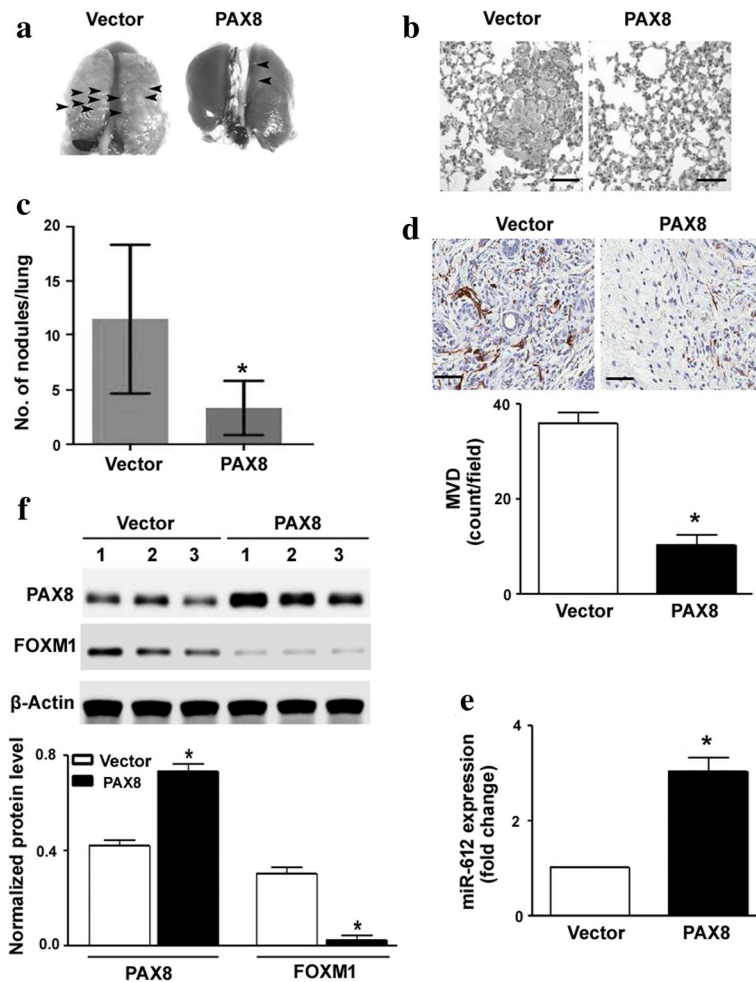 a
Vector PAX8
b
Vector PAX8
c
No. of nodules/lung
20
15
10
5
0
*
Vector PAX8
d
Vector PAX8
MVD
(count/field)
40
20
0
*
Vector PAX8
f
Vector PAX8
1 2 3 1 2 3
PAX8
FOXM1
β-Actin
Normalized protein level
0.8
0.4
0.0
Vector
PAX8
*
*
PAX8 FOXM1
e
miR-612 expression
(fold change)
4
2
0
*
Vector PAX8